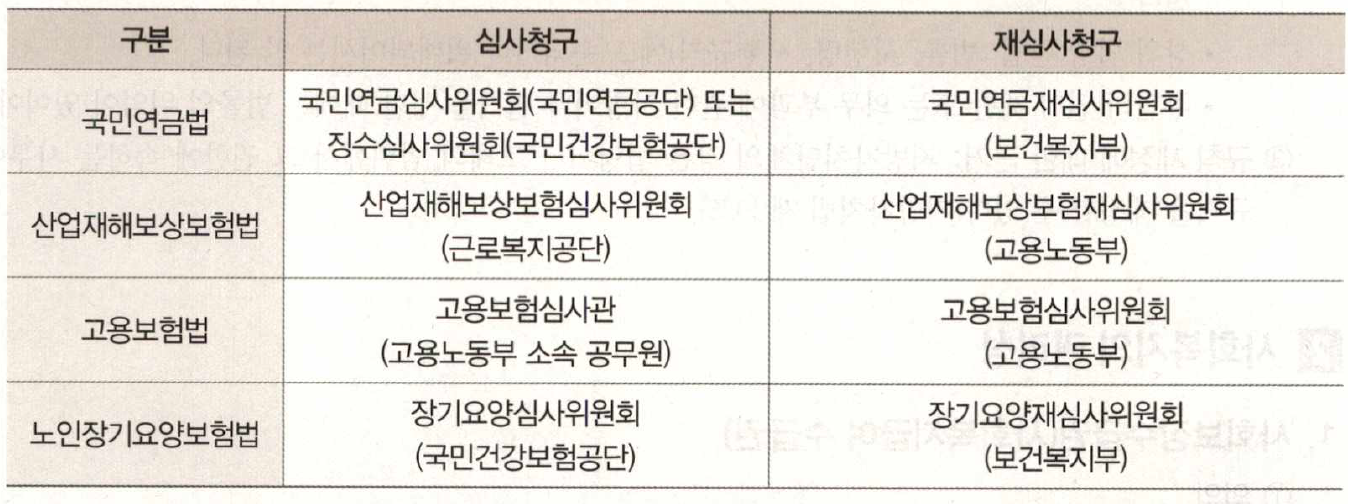 구분 심사청구 재심사청구
국민연금법
국민연금심사위원회(국민연금공단) 또는
징수심사위원회(국민건강보험공단)
국민연금재심사위원회
(보건복지부)
산업재해보상보험법
산업재해보상보험심사위원회
(근로복지공단)
산업재해보상보험재심사위원회
(고용노동부)
고용보험법
고용보험심사관
(고용노동부 소속 공무원)
고용보험심사위원회
(고용노동부)
노인장기요양보험법
장기요양심사위원회
(국민건강보험공단)
장기요양재심사위원회
(보건복지부)